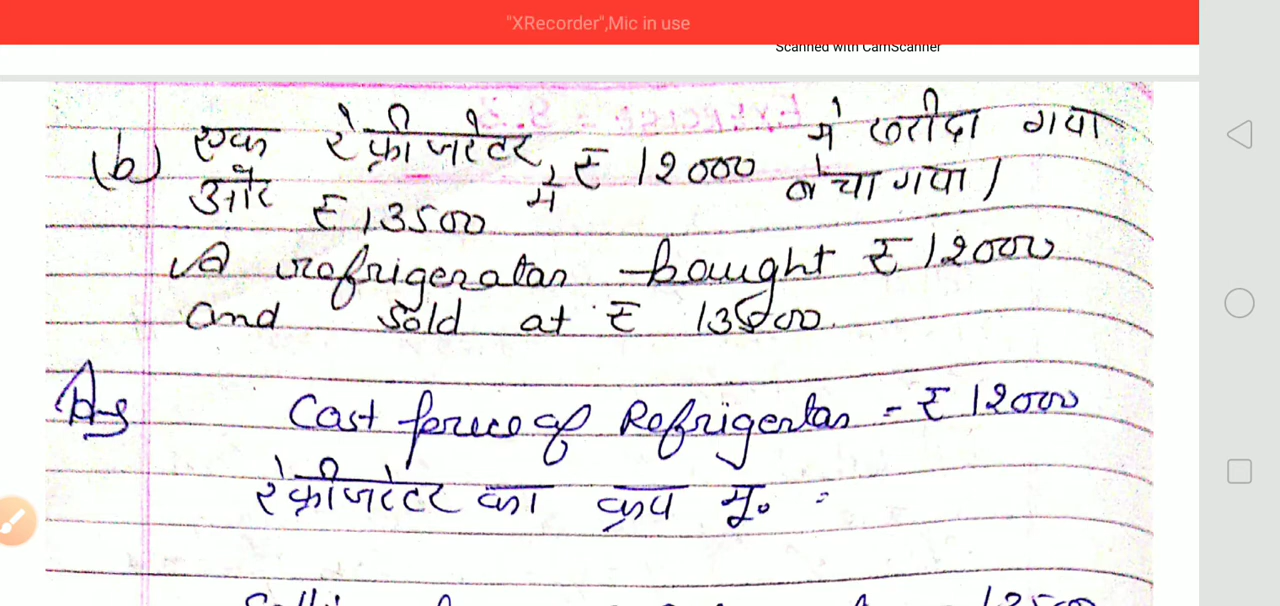 "XRecorder",Mic in use
Scanned with CamScanner
(b) एक रेफ्रीजरेटर ₹ 12000 में खरीदा गया
और ₹ 13500 में बेचा गया।
A refrigerator bought ₹ 12000
and sold at ₹ 13500.
Ans Cost price of Refrigerator = ₹ 12000
रेफ्रीजरेटर का क्रय मू. =